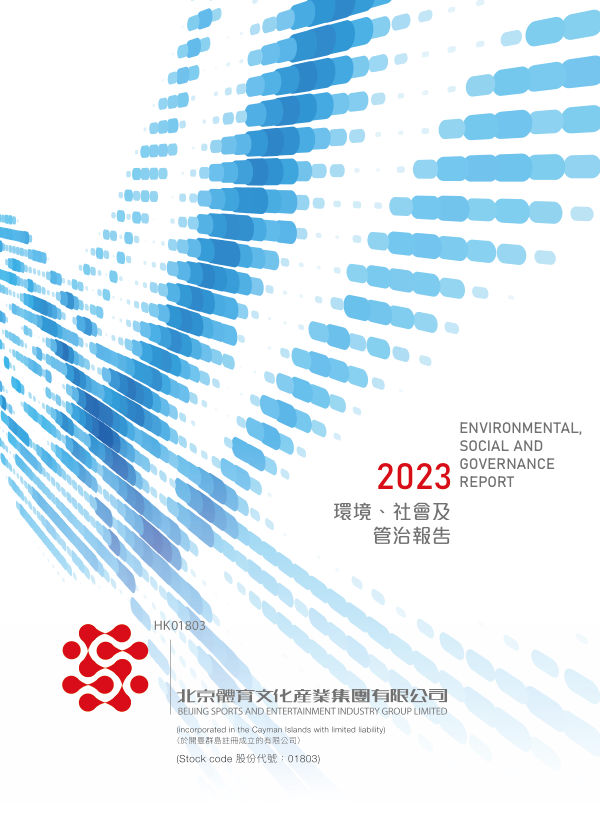 ENVIRONMENTAL,
SOCIAL AND
GOVERNANCE
REPORT
2023
環境、社會及
管治報告
HK01803
北京體育文化產業集團有限公司
BEIJING SPORTS AND ENTERTAINMENT INDUSTRY GROUP LIMITED
(incorporated in the Cayman Islands with limited liability)
(於開曼群島註冊成立的有限公司)
(Stock code 股份代號：01803)